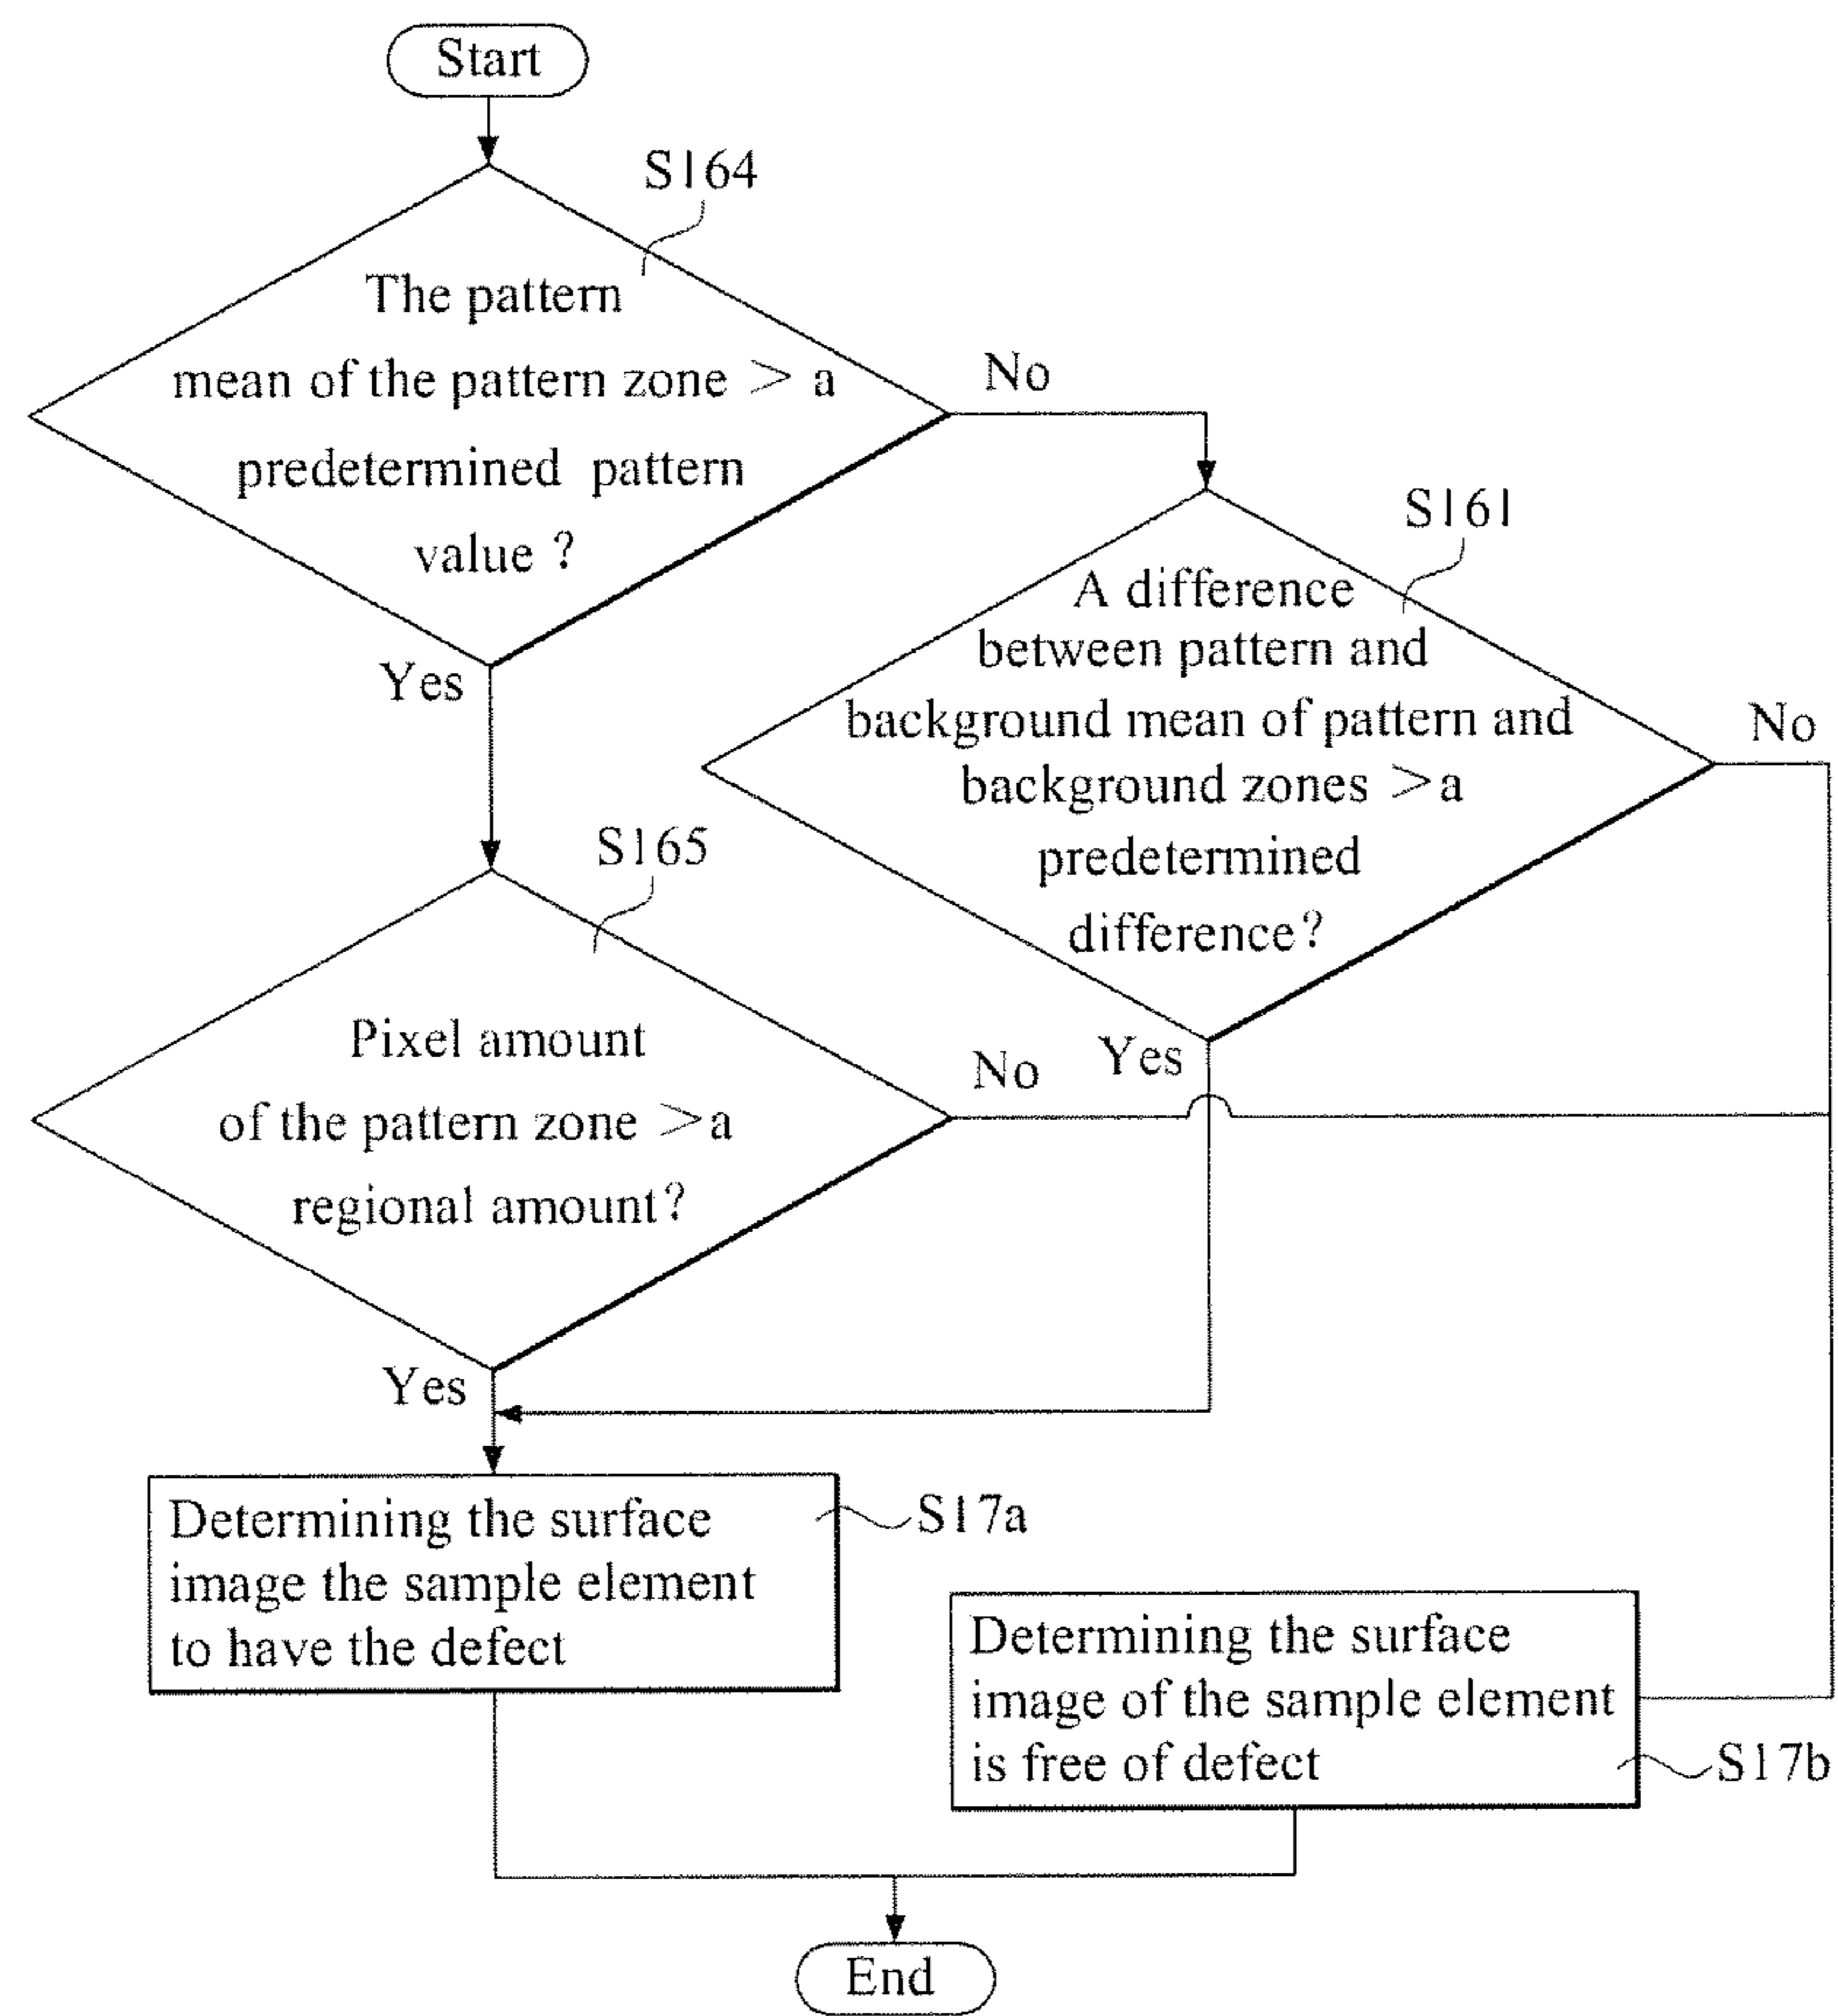 Start
S164
The pattern
mean of the pattern zone > a
predetermined pattern
value ?
No
Yes
S161
A difference
between pattern and
background mean of pattern and
background zones >a
predetermined
difference?
No
Yes
S165
Pixel amount
of the pattern zone >a
regional amount?
No
Yes
Determining the surface
image the sample element
to have the defect
S17a
Determining the surface
image of the sample element
is free of defect
S17b
End